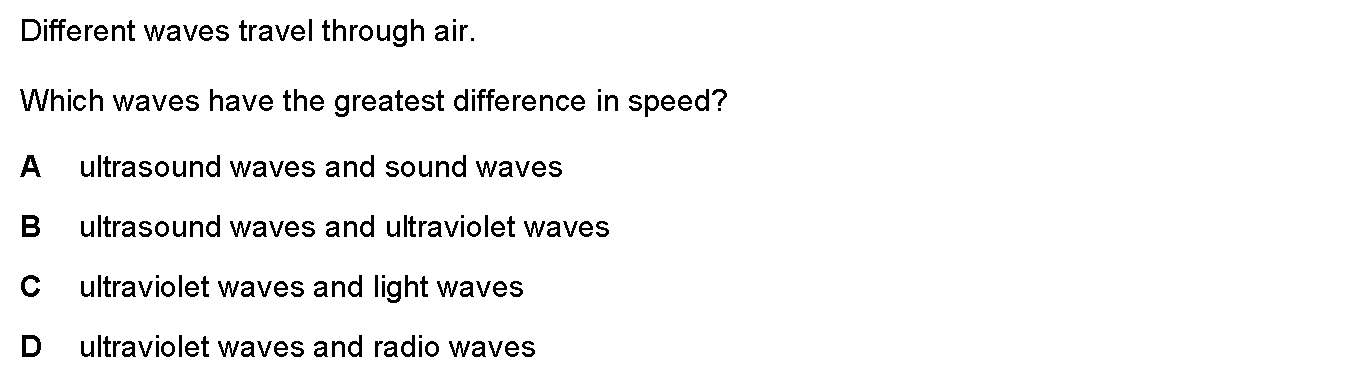 Different waves travel through air.
Which waves have the greatest difference in speed?
A ultrasound waves and sound waves
B ultrasound waves and ultraviolet waves
C ultraviolet waves and light waves
D ultraviolet waves and radio waves